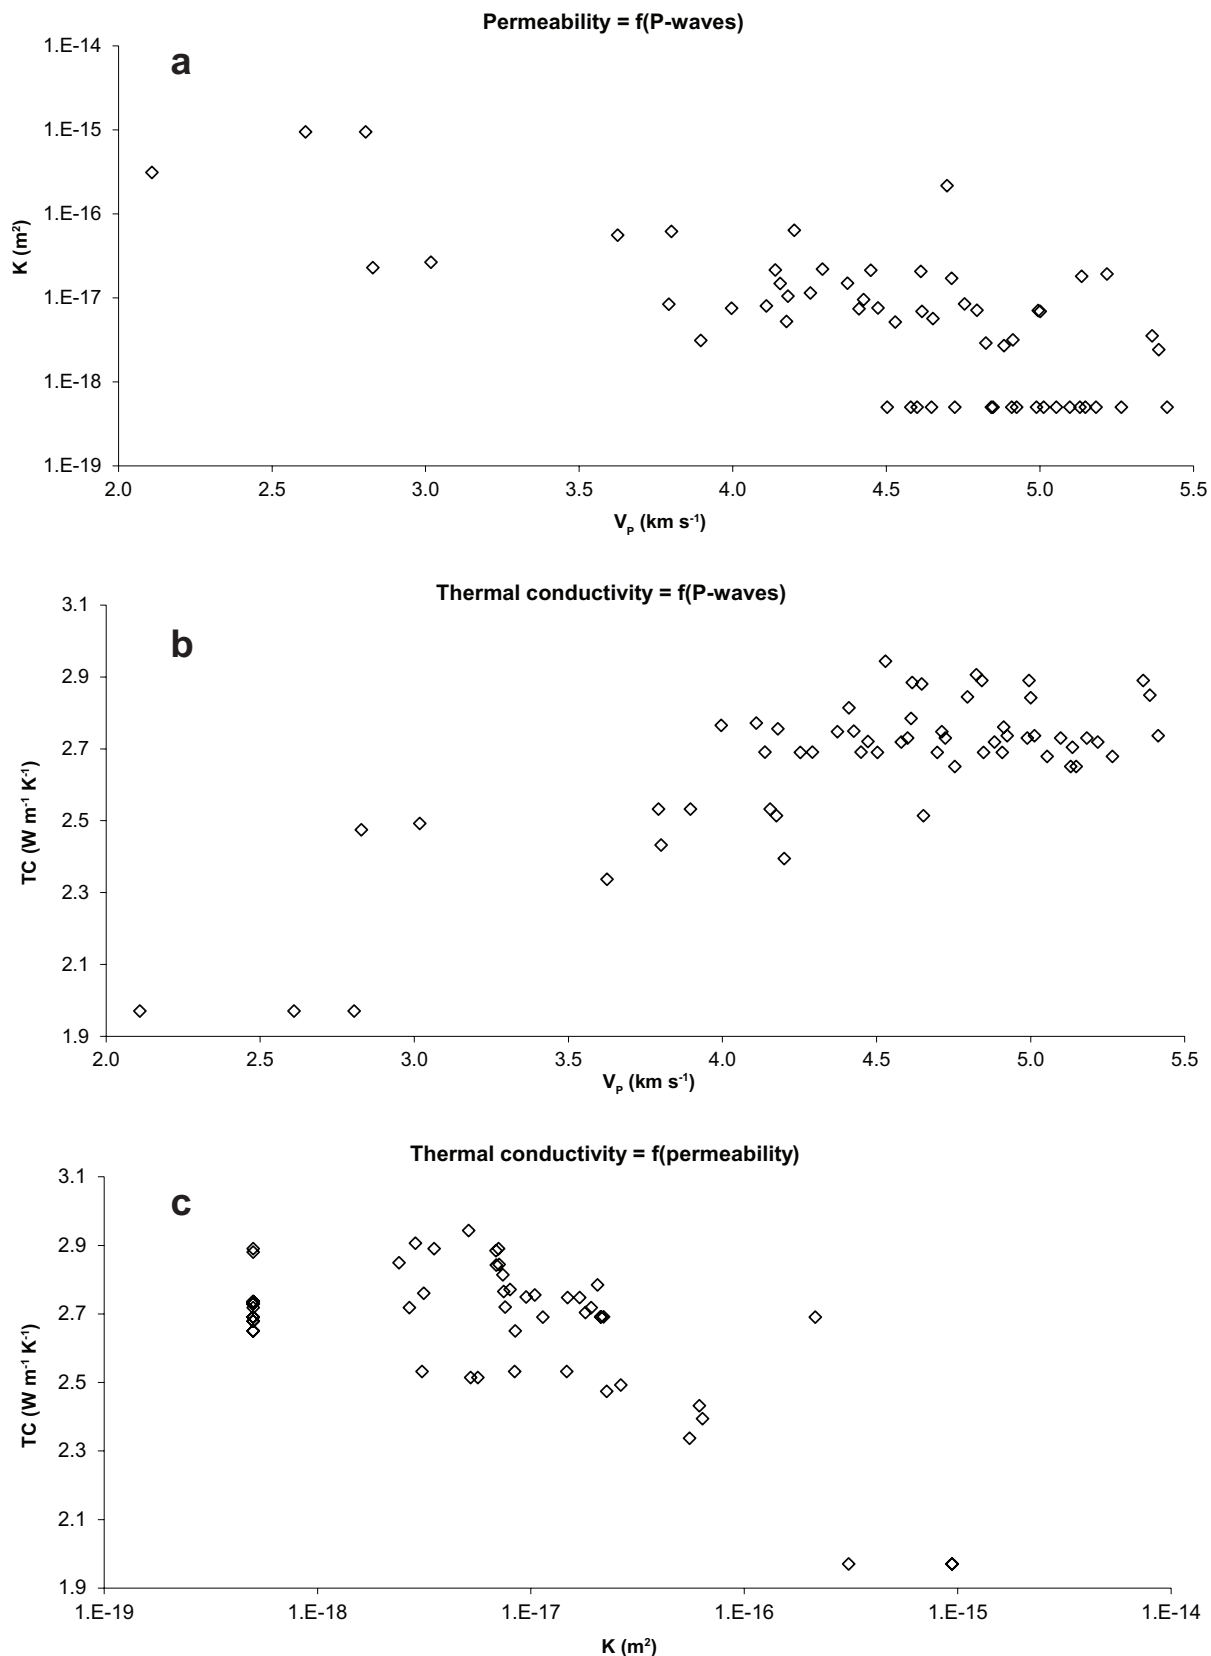 Permeability = f(P-waves)
a
1.E-14
1.E-15
1.E-16
1.E-17
1.E-18
1.E-19
K (m²)
2.0 2.5 3.0 3.5 4.0 4.5 5.0 5.5
Vₚ (km s⁻¹)
Thermal conductivity = f(P-waves)
b
3.1
2.9
2.7
2.5
2.3
2.1
1.9
TC (W m⁻¹ K⁻¹)
2.0 2.5 3.0 3.5 4.0 4.5 5.0 5.5
Vₚ (km s⁻¹)
Thermal conductivity = f(permeability)
c
3.1
2.9
2.7
2.5
2.3
2.1
1.9
TC (W m⁻¹ K⁻¹)
1.E-19 1.E-18 1.E-17 1.E-16 1.E-15 1.E-14
K (m²)